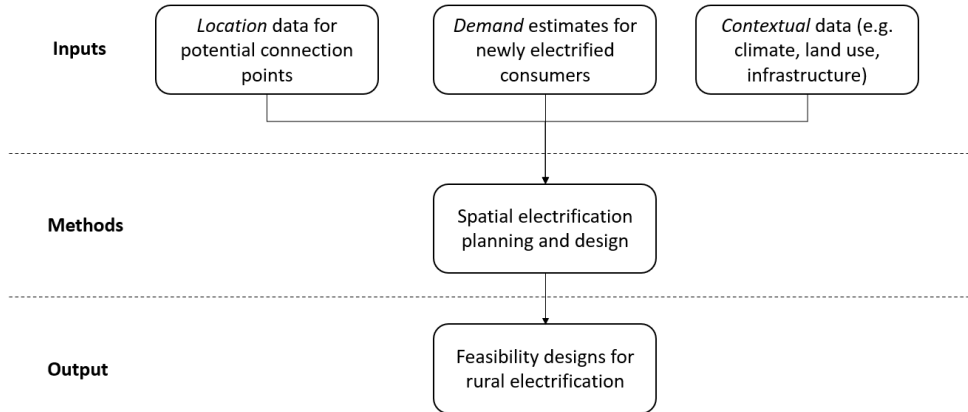 Inputs
Location data for
potential connection
points
Demand estimates for
newly electrified
consumers
Contextual data (e.g.
climate, land use,
infrastructure)
Methods
Spatial electrification
planning and design
Output
Feasibility designs for
rural electrification